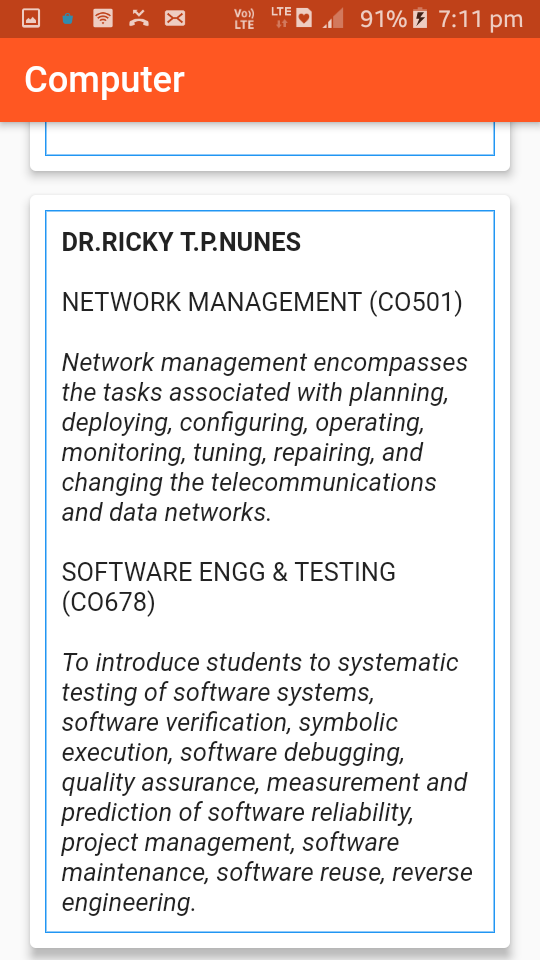 Vo)) LTE LTE 91% 7:11 pm
Computer
DR.RICKY T.P.NUNES
NETWORK MANAGEMENT (CO501)
Network management encompasses
the tasks associated with planning,
deploying, configuring, operating,
monitoring, tuning, repairing, and
changing the telecommunications
and data networks.
SOFTWARE ENGG & TESTING
(CO678)
To introduce students to systematic
testing of software systems,
software verification, symbolic
execution, software debugging,
quality assurance, measurement and
prediction of software reliability,
project management, software
maintenance, software reuse, reverse
engineering.